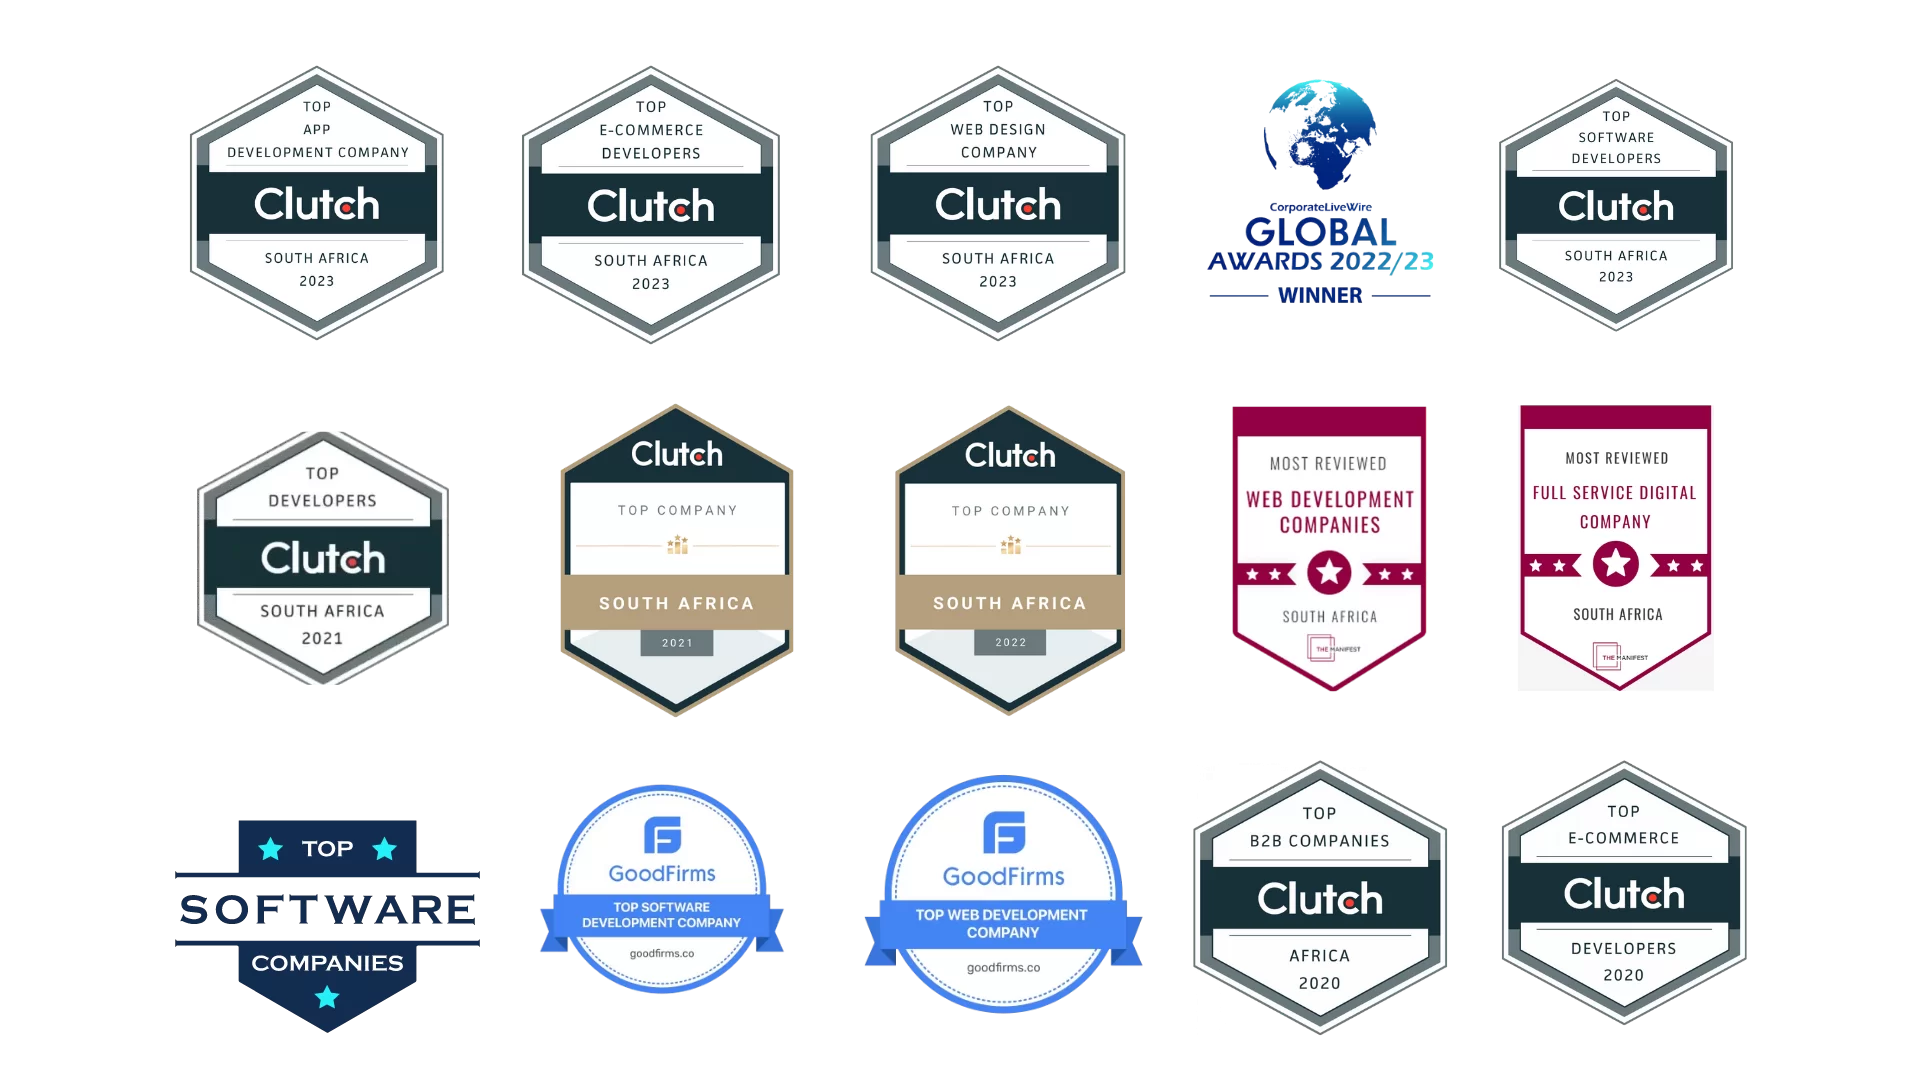 TOP
APP
DEVELOPMENT COMPANY
Clutch
SOUTH AFRICA
2023
TOP
E-COMMERCE
DEVELOPERS
Clutch
SOUTH AFRICA
2023
TOP
WEB DESIGN
COMPANY
Clutch
SOUTH AFRICA
2023
CorporateLiveWire
GLOBAL
AWARDS 2022/23
WINNER
TOP
SOFTWARE
DEVELOPERS
Clutch
SOUTH AFRICA
2023
TOP
DEVELOPERS
Clutch
SOUTH AFRICA
2021
Clutch
TOP COMPANY
SOUTH AFRICA
2021
Clutch
TOP COMPANY
SOUTH AFRICA
2022
MOST REVIEWED
WEB DEVELOPMENT
COMPANIES
SOUTH AFRICA
THE MANIFEST
MOST REVIEWED
FULL SERVICE DIGITAL
COMPANY
SOUTH AFRICA
THE MANIFEST
TOP
SOFTWARE
COMPANIES
GoodFirms
TOP SOFTWARE
DEVELOPMENT COMPANY
goodfirms.co
GoodFirms
TOP WEB DEVELOPMENT
COMPANY
goodfirms.co
TOP
B2B COMPANIES
Clutch
AFRICA
2020
TOP
E-COMMERCE
Clutch
DEVELOPERS
2020